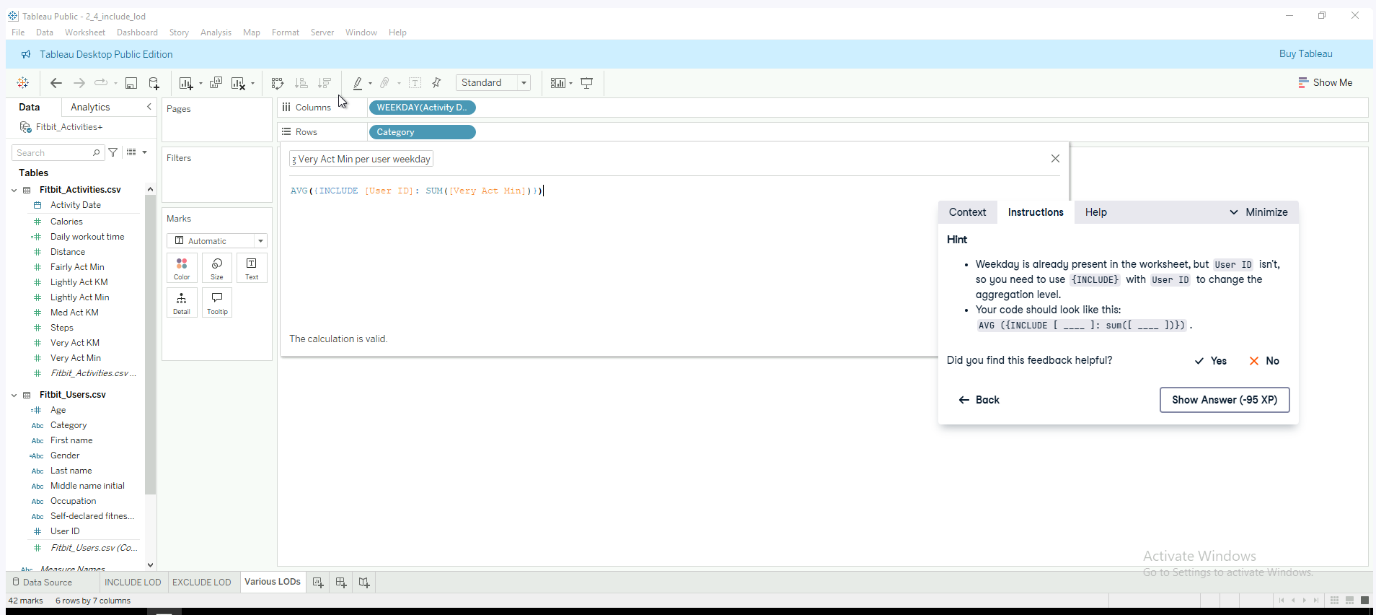 Tableau Public - 2_4_include_lod
File Data Worksheet Dashboard Story Analysis Map Format Server Window Help
Tableau Desktop Public Edition
Buy Tableau
Standard
Show Me
Data
Analytics
Fitbit_Activities+
Search
Tables
Fitbit_Activities.csv
Activity Date
Calories
Daily workout time
Distance
Fairly Act Min
Lightly Act KM
Lightly Act Min
Med Act KM
Steps
Very Act KM
Very Act Min
Fitbit_Activities.csv ...
Fitbit_Users.csv
Age
Abc Category
Abc First name
Abc Gender
Abc Last name
Abc Middle name initial
Abc Occupation
Abc Self-declared fitnes...
User ID
Fitbit_Users.csv (Co...
Abc Measure Names
Pages
Filters
Marks
Automatic
Color
Size
Text
Detail
Tooltip
Columns
WEEKDAY(Activity D..
Rows
Category
Very Act Min per user weekday
AVG({INCLUDE [User ID]: SUM([Very Act Min])})
The calculation is valid.
Context
Instructions
Help
Minimize
Hint
• Weekday is already present in the worksheet, but User ID isn't,
so you need to use {INCLUDE} with User ID to change the
aggregation level.
• Your code should look like this:
AVG ({INCLUDE [ ____ ]: sum([ ____ ])}) .
Did you find this feedback helpful?
Yes
No
Back
Show Answer (-95 XP)
Activate Windows
Go to Settings to activate Windows.
Data Source
INCLUDE LOD
EXCLUDE LOD
Various LODs
42 marks 6 rows by 7 columns